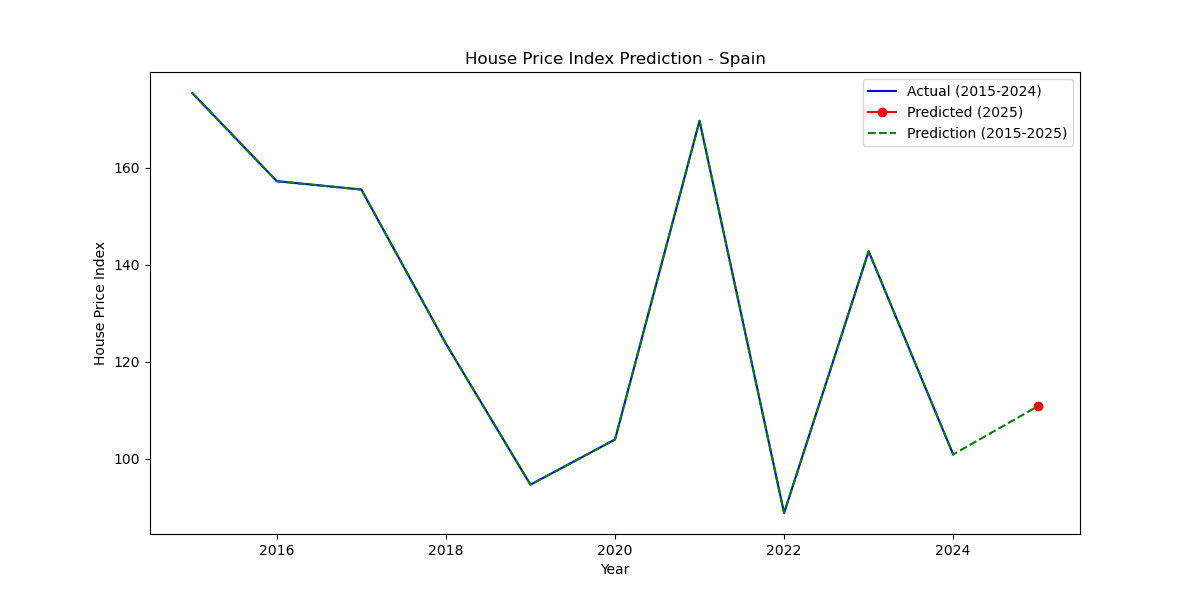 House Price Index Prediction - Spain
Actual (2015-2024)
Predicted (2025)
Prediction (2015-2025)
House Price Index
160
140
120
100
2016
2018
2020
2022
2024
Year